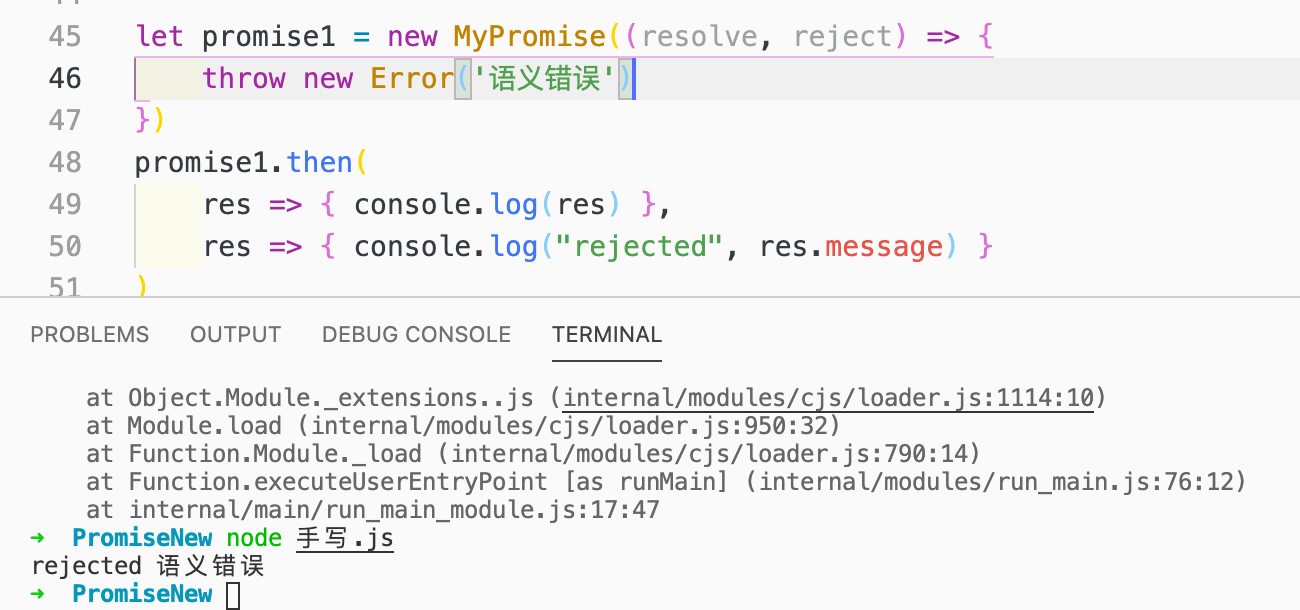 45 let promise1 = new MyPromise((resolve, reject) => {
46 throw new Error('语义错误')
47 })
48 promise1.then(
49 res => { console.log(res) },
50 res => { console.log("rejected", res.message) }
51 )
PROBLEMS OUTPUT DEBUG CONSOLE TERMINAL
at Object.Module._extensions..js (internal/modules/cjs/loader.js:1114:10)
at Module.load (internal/modules/cjs/loader.js:950:32)
at Function.Module._load (internal/modules/cjs/loader.js:790:14)
at Function.executeUserEntryPoint [as runMain] (internal/modules/run_main.js:76:12)
at internal/main/run_main_module.js:17:47
➜ PromiseNew node 手写.js
rejected 语义错误
➜ PromiseNew